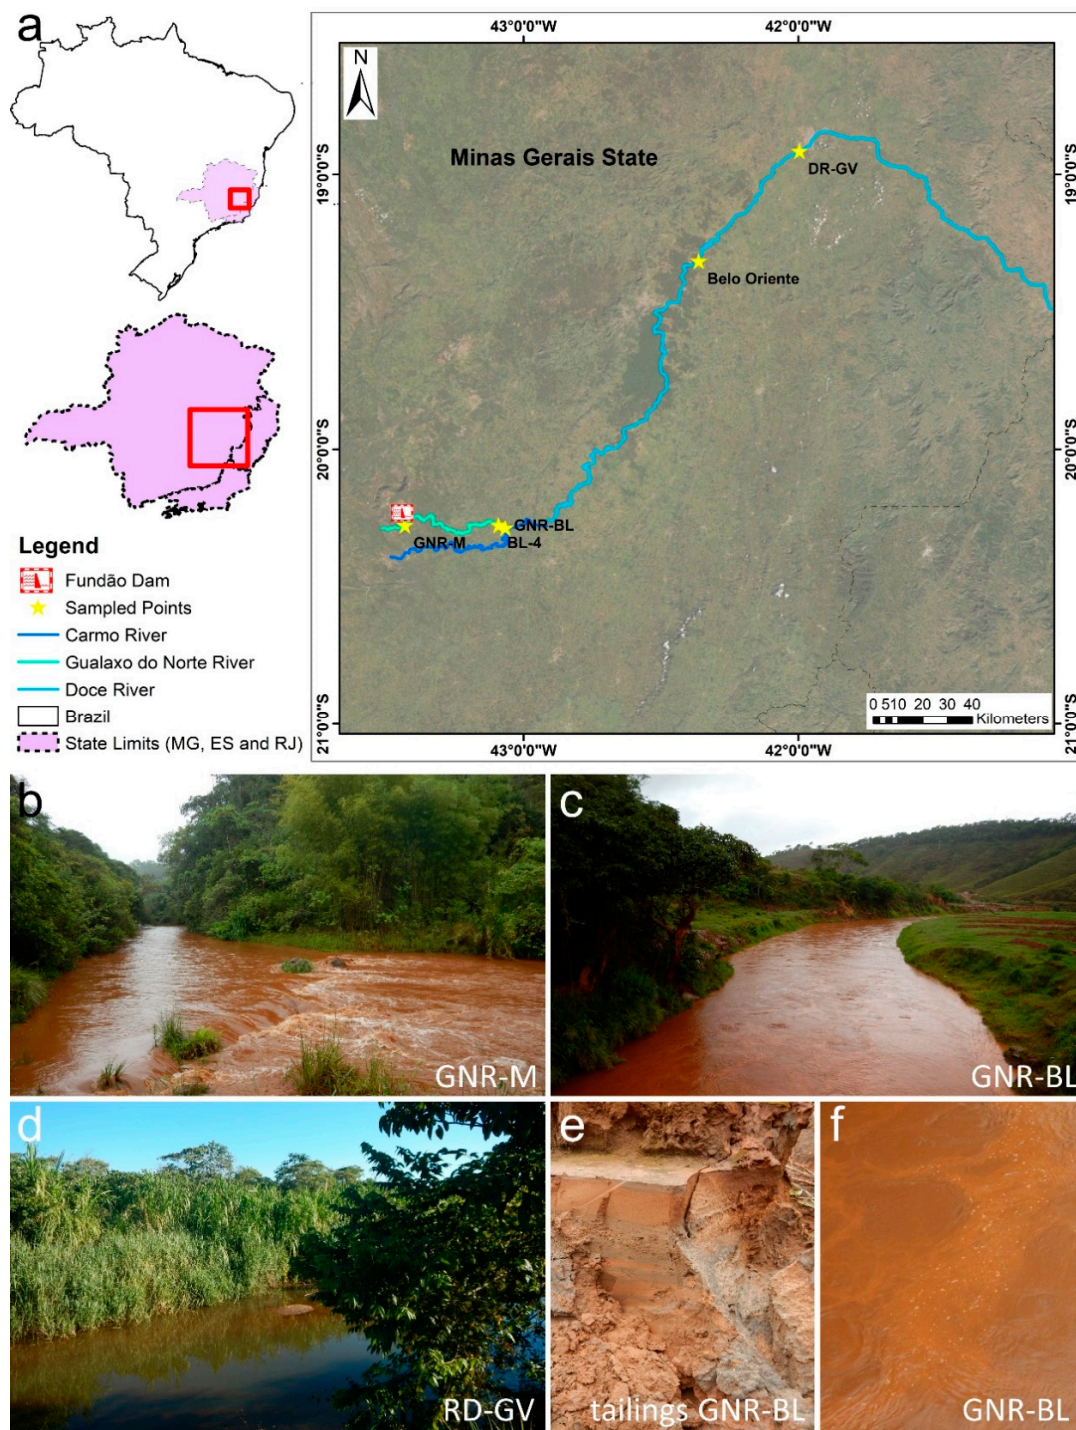 a
43°0'0"W 42°0'0"W
N
Minas Gerais State
19°0'0"S 19°0'0"S
DR-GV
Belo Oriente
20°0'0"S 20°0'0"S
GNR-BL
GNR-M BL-4
Legend
Fundão Dam
Sampled Points
Carmo River
Gualaxo do Norte River
Doce River
Brazil
State Limits (MG, ES and RJ)
0 510 20 30 40
Kilometers
21°0'0"S 21°0'0"S
43°0'0"W 42°0'0"W
b
GNR-M
c
GNR-BL
d
RD-GV
e
tailings GNR-BL
f
GNR-BL